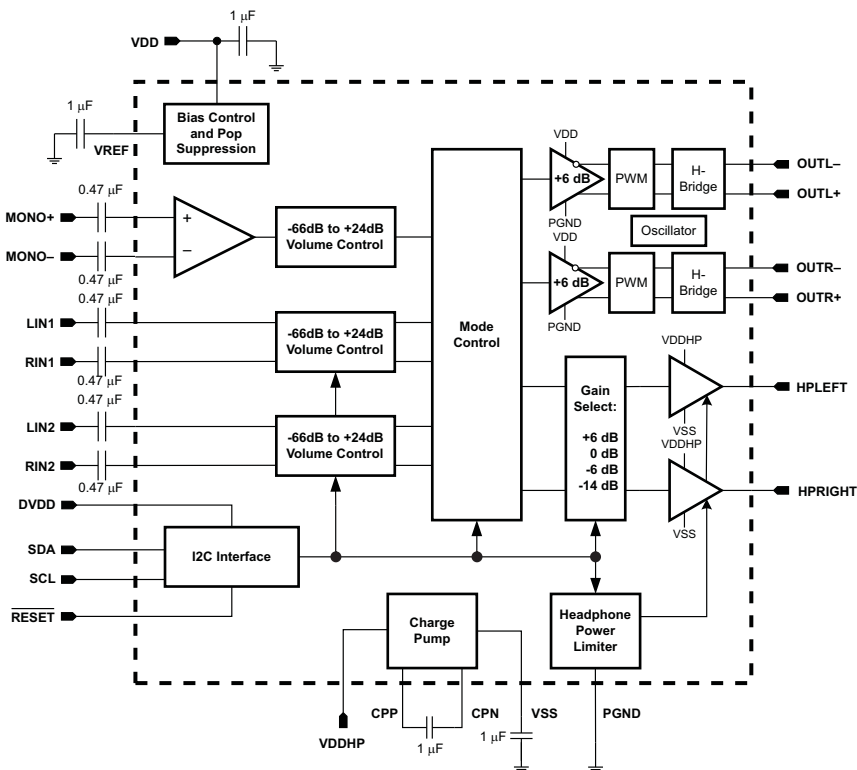 1 μF
VDD
1 μF
VREF
Bias Control
and Pop
Suppression
0.47 μF
MONO+
MONO–
0.47 μF
+
–
-66dB to +24dB
Volume Control
0.47 μF
LIN1
RIN1
0.47 μF
-66dB to +24dB
Volume Control
0.47 μF
LIN2
RIN2
0.47 μF
-66dB to +24dB
Volume Control
DVDD
SDA
SCL
RESET
I2C Interface
Mode
Control
VDD
+6 dB
PGND
PWM
H-
Bridge
OUTL–
OUTL+
Oscillator
VDD
+6 dB
PGND
PWM
H-
Bridge
OUTR–
OUTR+
Gain
Select:
+6 dB
0 dB
-6 dB
-14 dB
VDDHP
VSS
HPLEFT
VDDHP
VSS
HPRIGHT
Charge
Pump
Headphone
Power
Limiter
VDDHP
CPP
CPN
1 μF
VSS
1 μF
PGND